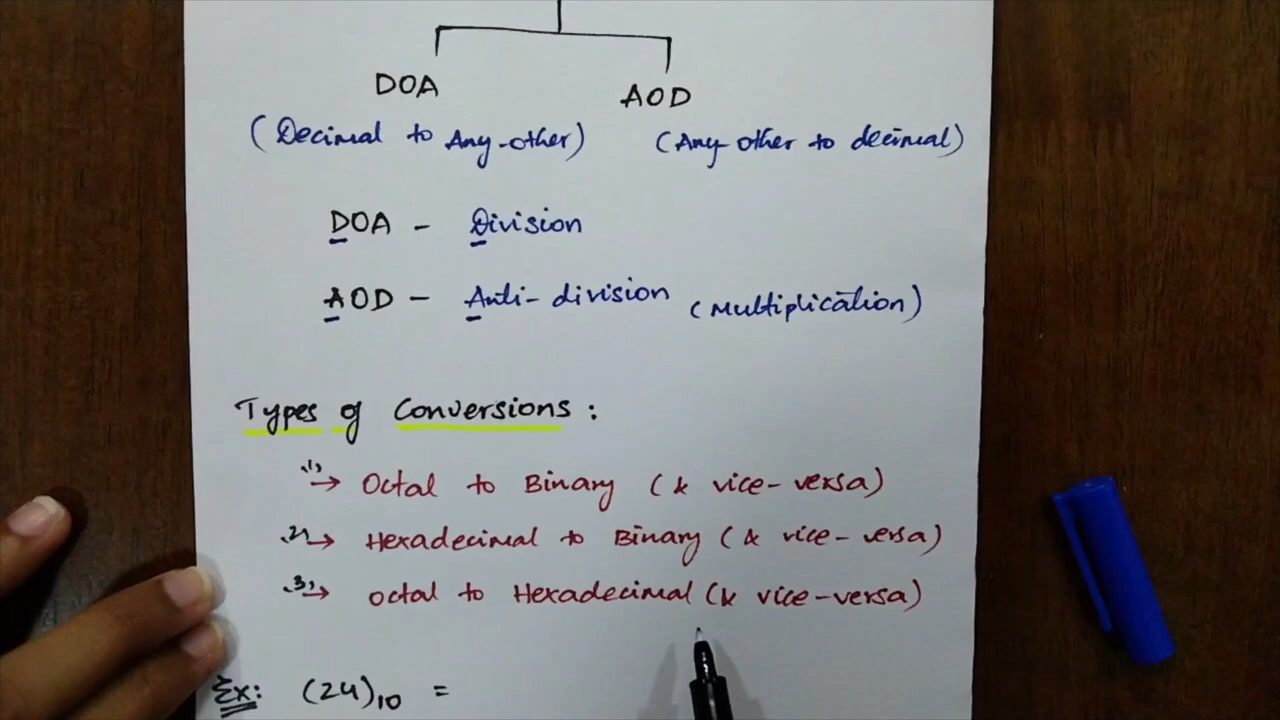 DOA AOD
(Decimal to Any-other) (Any other to decimal)
DOA - Division
AOD - Anti-division (Multiplication)
Types of Conversions:
1) → Octal to Binary (& vice-versa)
2) → Hexadecimal to Binary (& vice-versa)
3) → octal to Hexadecimal (& vice-versa)
Ex: (24)10 =